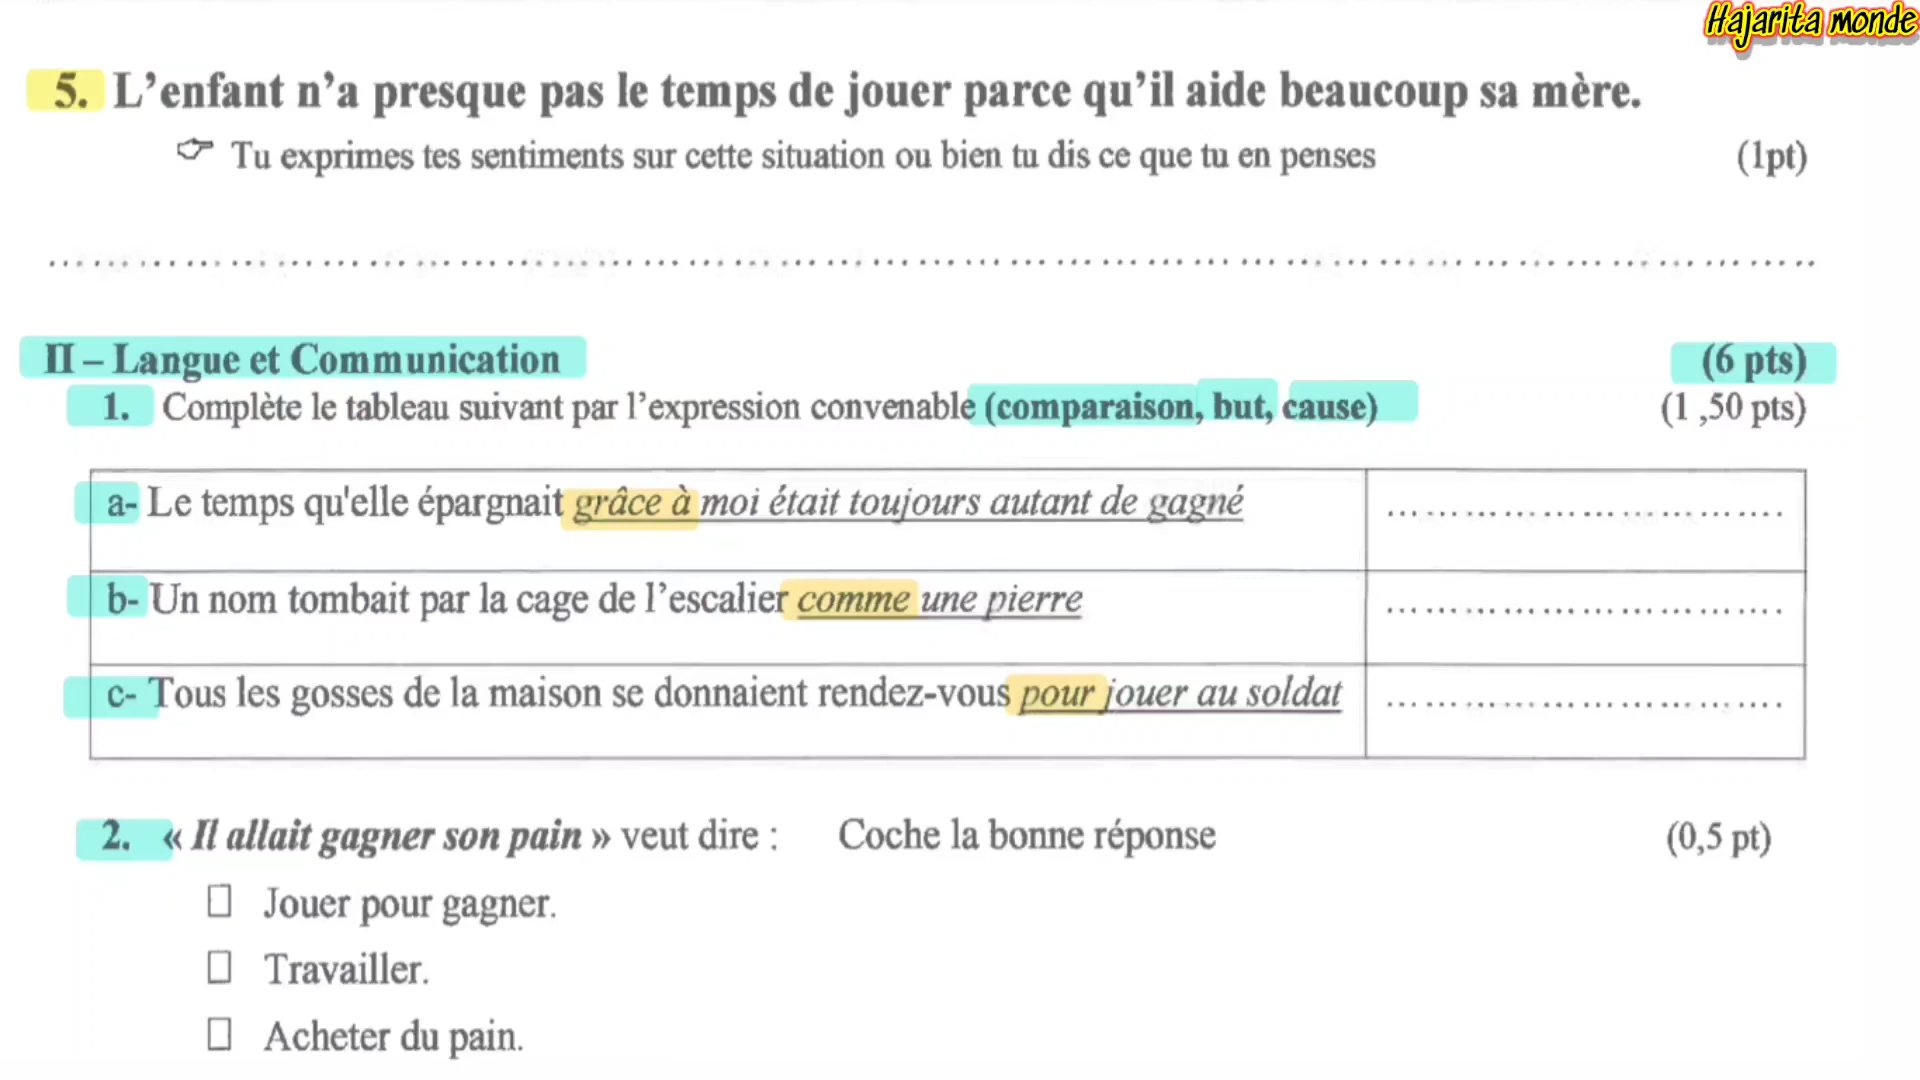 Hajarita monde
5. L'enfant n'a presque pas le temps de jouer parce qu'il aide beaucoup sa mère.
Tu exprimes tes sentiments sur cette situation ou bien tu dis ce que tu en penses (1pt)
II – Langue et Communication (6 pts)
1. Complète le tableau suivant par l'expression convenable (comparaison, but, cause) (1 ,50 pts)
a- Le temps qu'elle épargnait grâce à moi était toujours autant de gagné ..............................
b- Un nom tombait par la cage de l'escalier comme une pierre ..............................
c- Tous les gosses de la maison se donnaient rendez-vous pour jouer au soldat ..............................
2. « Il allait gagner son pain » veut dire : Coche la bonne réponse (0,5 pt)
☐ Jouer pour gagner.
☐ Travailler.
☐ Acheter du pain.